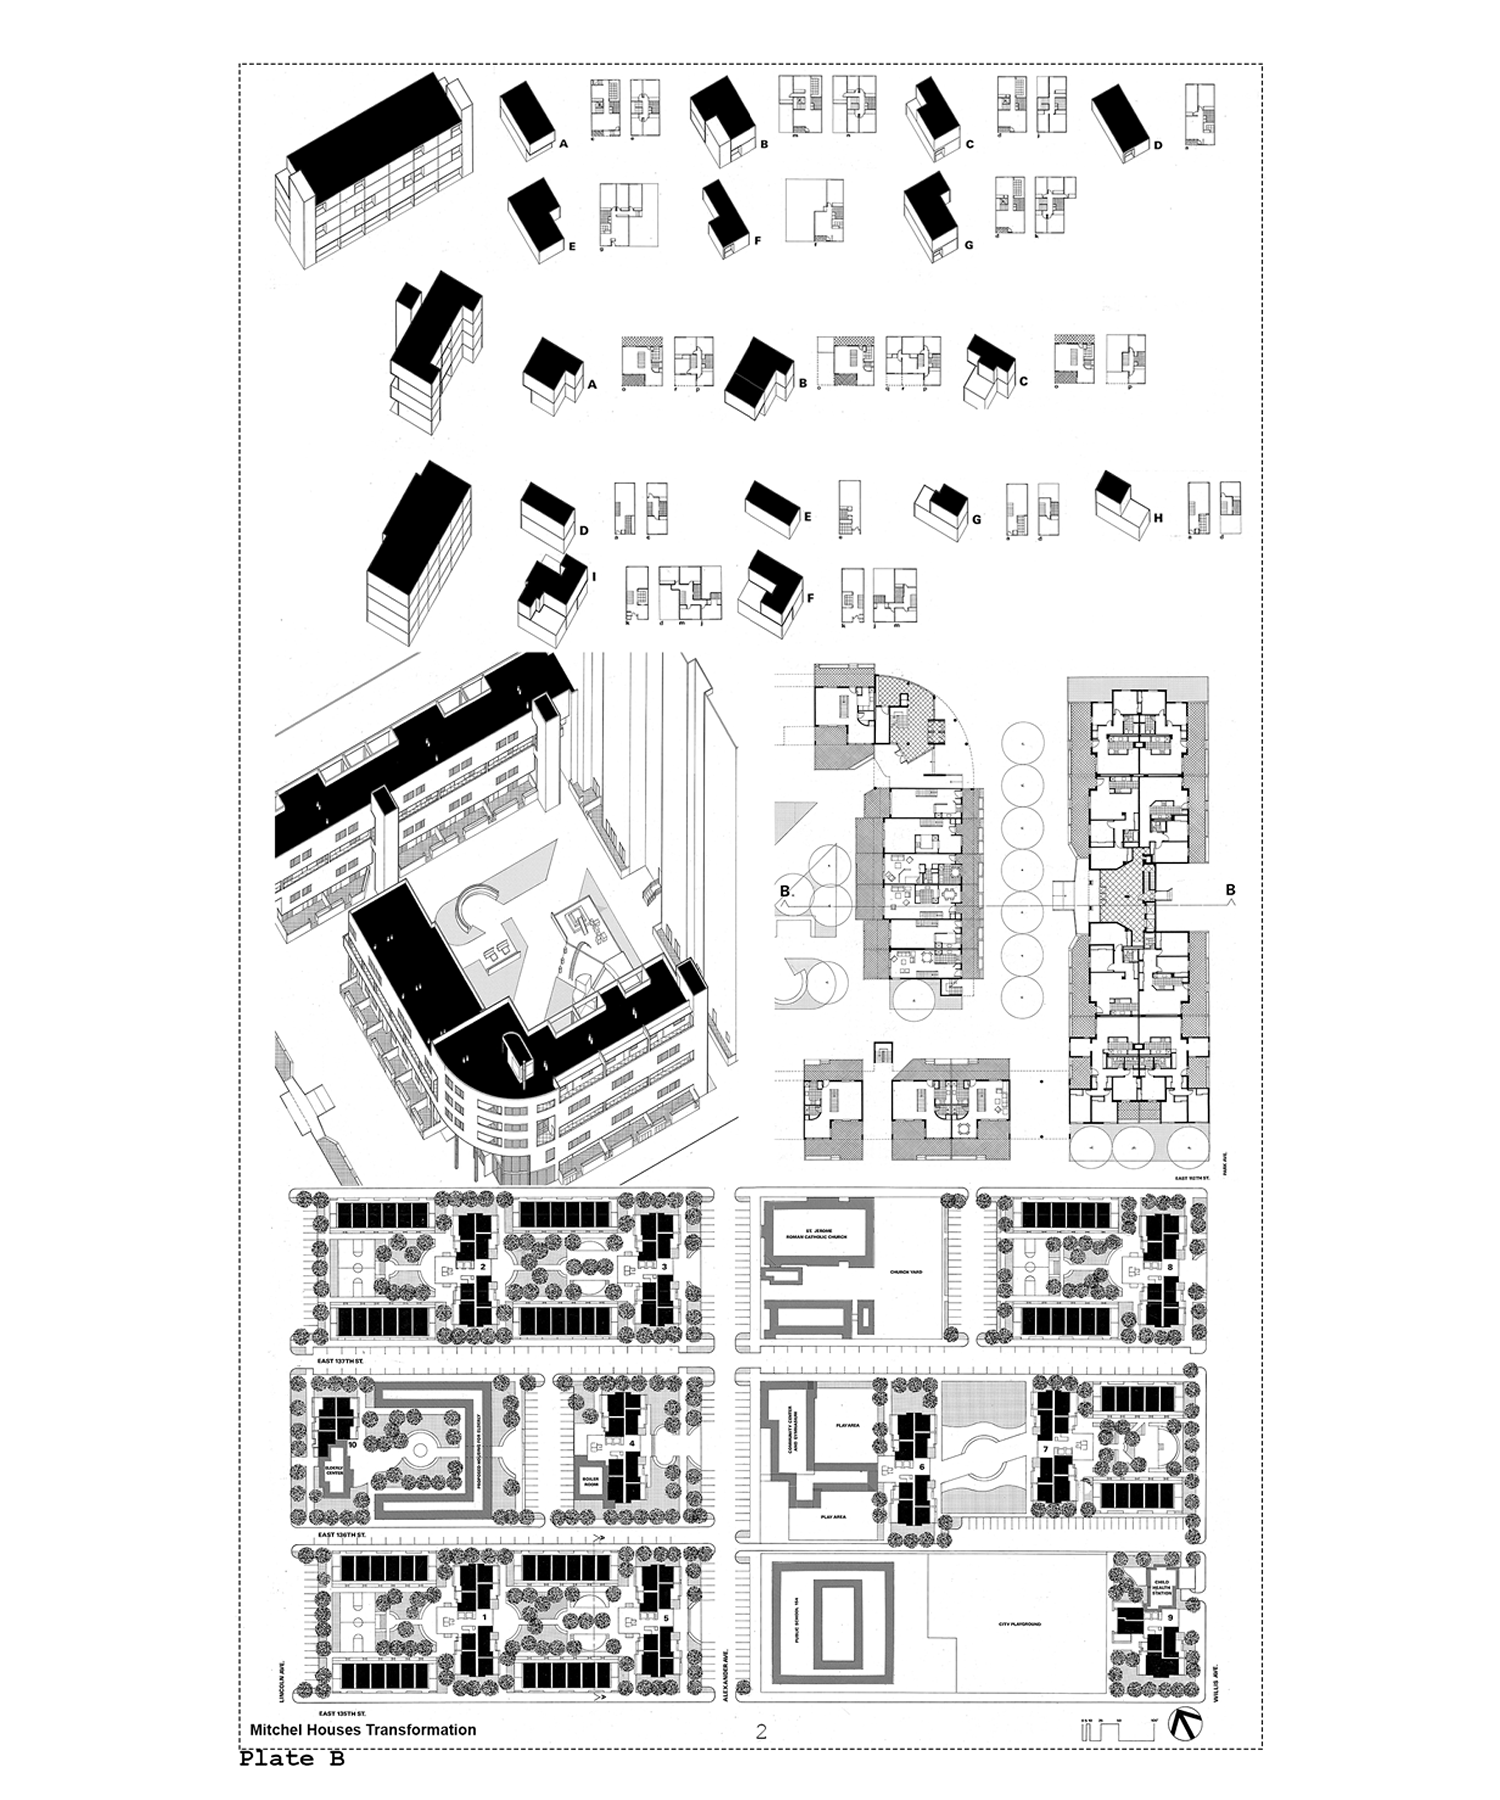 A
B
C
D
E
F
G
A
B
C
D
E
G
H
I
F
B
B
PARK AVE.
EAST 112TH ST.
2
3
ST. JEROME
ROMAN CATHOLIC CHURCH
CHURCH YARD
8
EAST 137TH ST.
10
ELDERLY
CENTER
PROPOSED HOUSING FOR ELDERLY
4
BOILER
ROOM
COMMUNITY CENTER
AND GYMNASIUM
PLAY AREA
PLAY AREA
6
7
EAST 136TH ST.
1
5
PUBLIC SCHOOL 154
CITY PLAYGROUND
CHILD
HEALTH
STATION
9
LINCOLN AVE.
ALEXANDER AVE.
WILLIS AVE.
EAST 135TH ST.
Mitchel Houses Transformation
2
Plate B